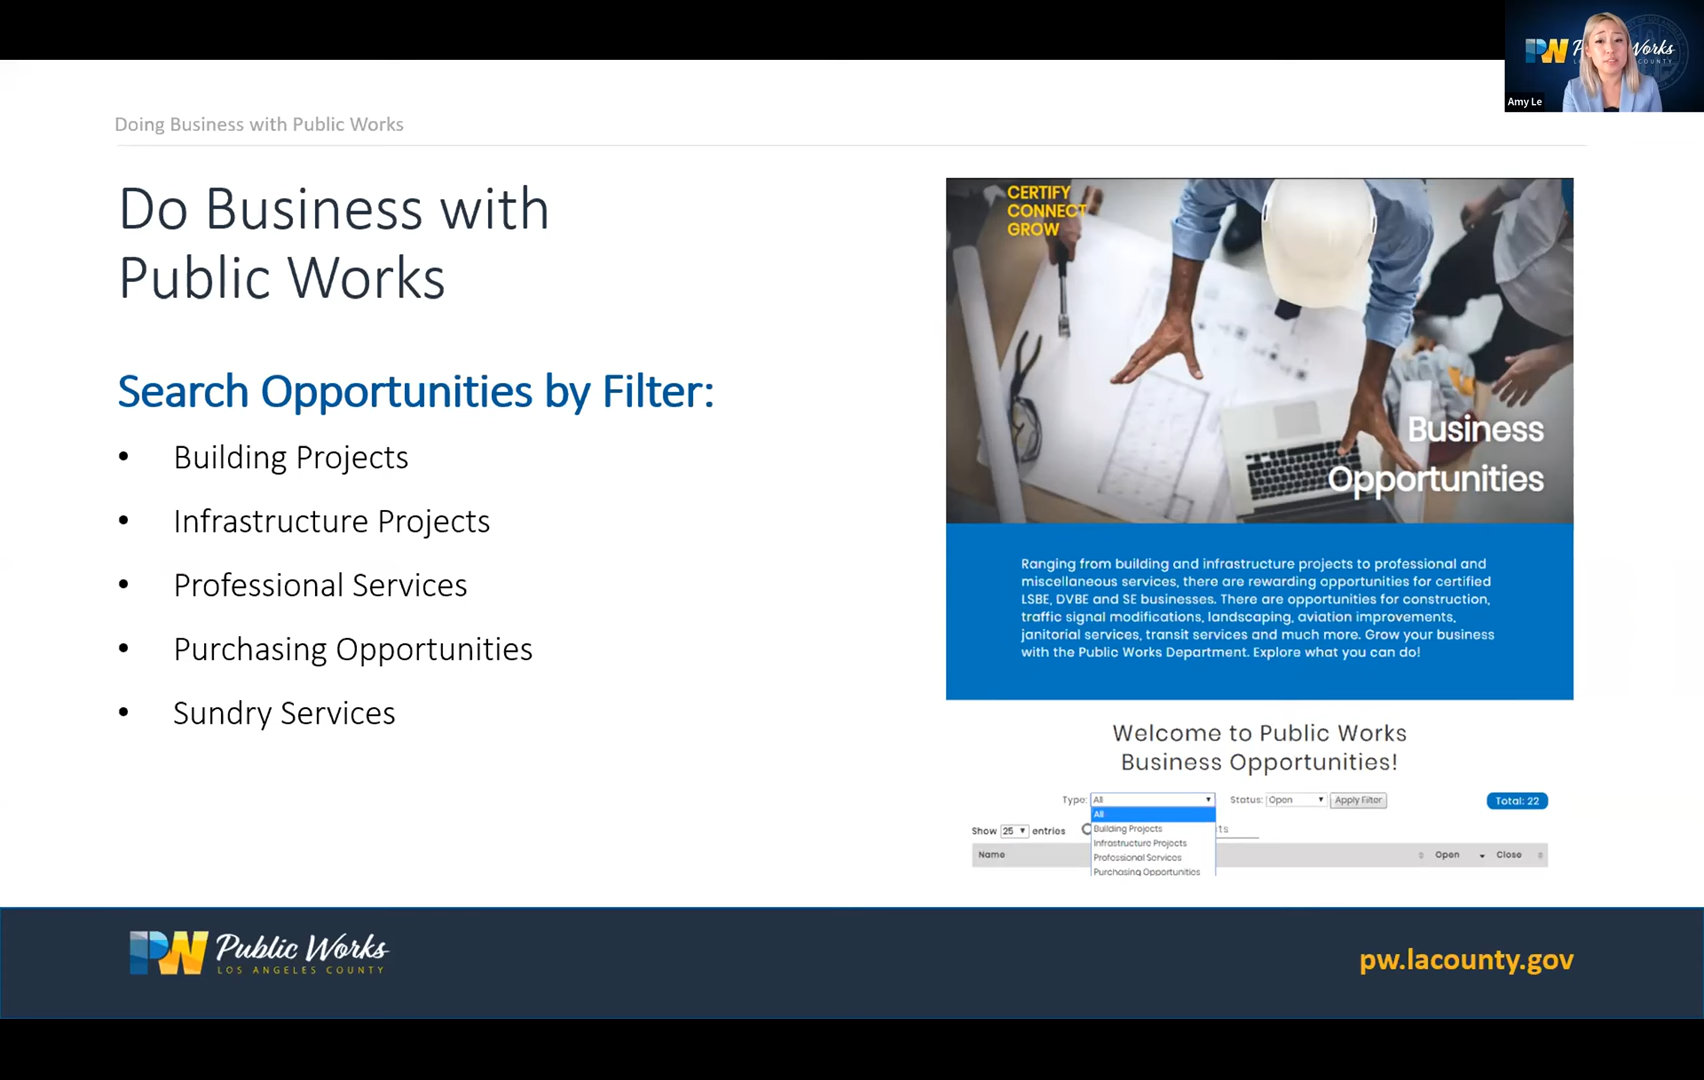 PW Public Works
COUNTY
Amy Le
Doing Business with Public Works
Do Business with
Public Works
Search Opportunities by Filter:
• Building Projects
• Infrastructure Projects
• Professional Services
• Purchasing Opportunities
• Sundry Services
CERTIFY
CONNECT
GROW
Business
Opportunities
Ranging from building and infrastructure projects to professional and
miscellaneous services, there are rewarding opportunities for certified
LSBE, DVBE and SE businesses. There are opportunities for construction,
traffic signal modifications, landscaping, aviation improvements,
janitorial services, transit services and much more. Grow your business
with the Public Works Department. Explore what you can do!
Welcome to Public Works
Business Opportunities!
Type: All Status: Open Apply Filter Total: 22
All
Show 25 entries Building Projects
Infrastructure Projects
Name Professional Services Open Close
Purchasing Opportunities
PW Public Works
LOS ANGELES COUNTY
pw.lacounty.gov